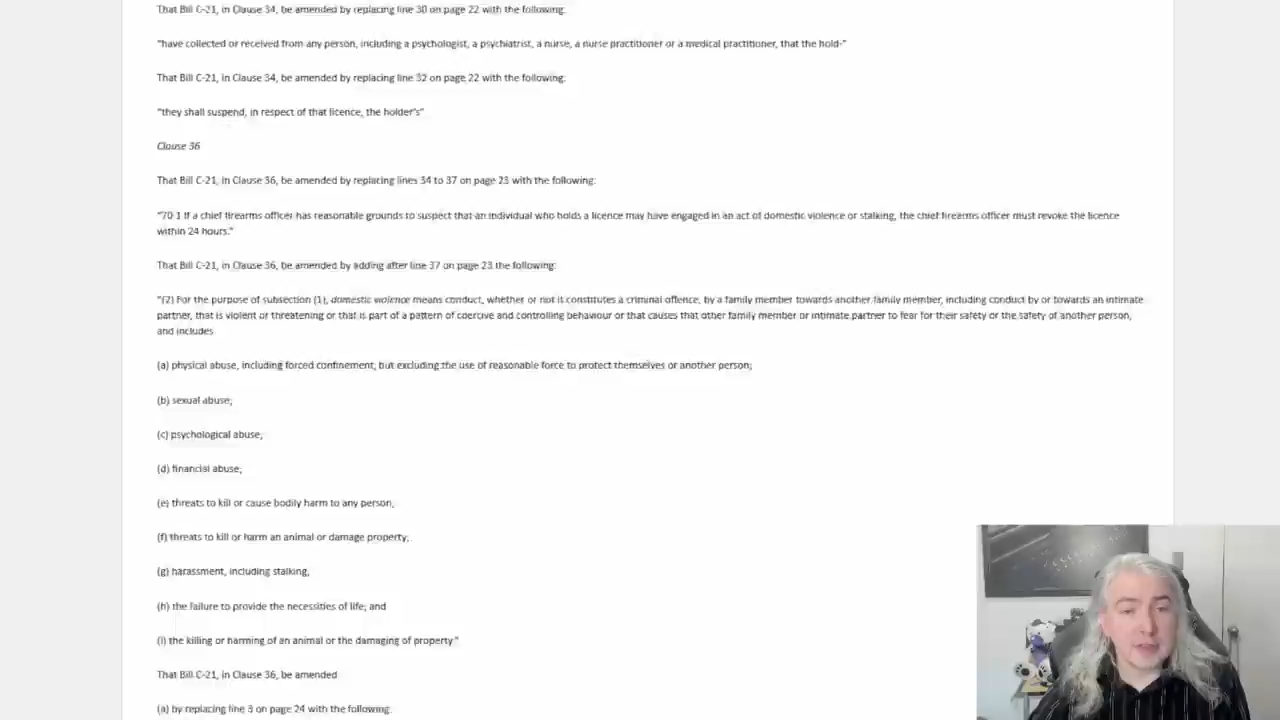 That Bill C-21, in Clause 34, be amended by replacing line 30 on page 22 with the following:
"have collected or received from any person, including a psychologist, a psychiatrist, a nurse, a nurse practitioner or a medical practitioner, that the hold-"
That Bill C-21, in Clause 34, be amended by replacing line 32 on page 22 with the following:
"they shall suspend, in respect of that licence, the holder's"
Clause 36
That Bill C-21, in Clause 36, be amended by replacing lines 34 to 37 on page 23 with the following:
"70.1 If a chief firearms officer has reasonable grounds to suspect that an individual who holds a licence may have engaged in an act of domestic violence or stalking, the chief firearms officer must revoke the licence
within 24 hours."
That Bill C-21, in Clause 36, be amended by adding after line 37 on page 23 the following:
"(2) For the purpose of subsection (1), domestic violence means conduct, whether or not it constitutes a criminal offence, by a family member towards another family member, including conduct by or towards an intimate
partner, that is violent or threatening or that is part of a pattern of coercive and controlling behaviour or that causes that other family member or intimate partner to fear for their safety or the safety of another person,
and includes
(a) physical abuse, including forced confinement, but excluding the use of reasonable force to protect themselves or another person;
(b) sexual abuse;
(c) psychological abuse;
(d) financial abuse;
(e) threats to kill or cause bodily harm to any person;
(f) threats to kill or harm an animal or damage property;
(g) harassment, including stalking;
(h) the failure to provide the necessities of life; and
(i) the killing or harming of an animal or the damaging of property."
That Bill C-21, in Clause 36, be amended
(a) by replacing line 3 on page 24 with the following: